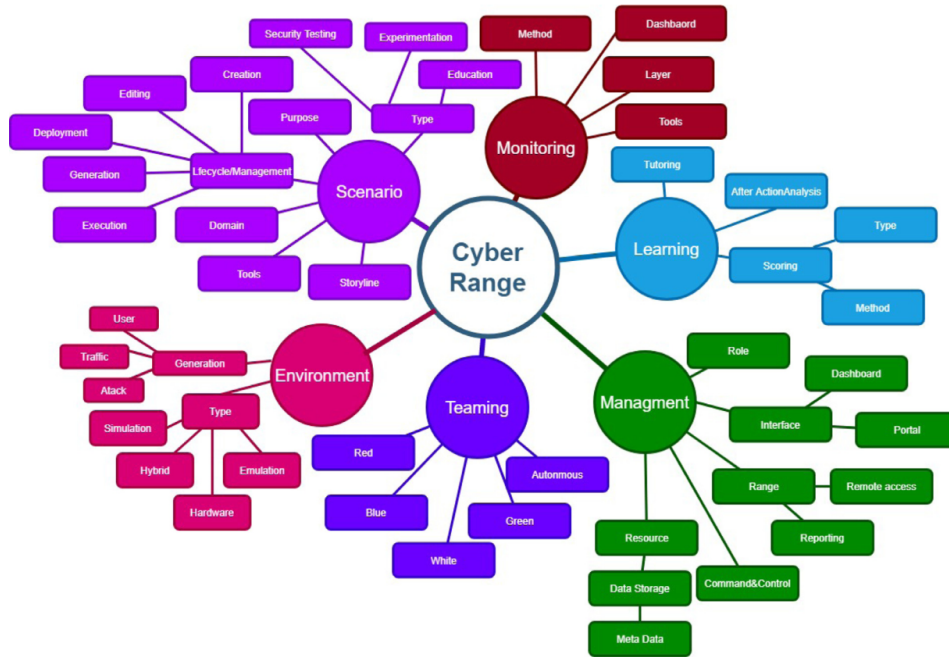 Security Testing
Experimentation
Creation
Education
Editing
Purpose
Type
Deployment
Lfecycle/Management
Generation
Scenario
Execution
Domain
Tools
Storyline
Method
Dashbaord
Layer
Tools
Monitoring
Tutoring
After ActionAnalysis
Learning
Type
Scoring
Method
Cyber
Range
User
Traffic
Generation
Atack
Environment
Type
Simulation
Hybrid
Emulation
Hardware
Teaming
Red
Autonmous
Blue
Green
White
Role
Managment
Dashboard
Interface
Portal
Range
Remote access
Reporting
Resource
Data Storage
Command&Control
Meta Data